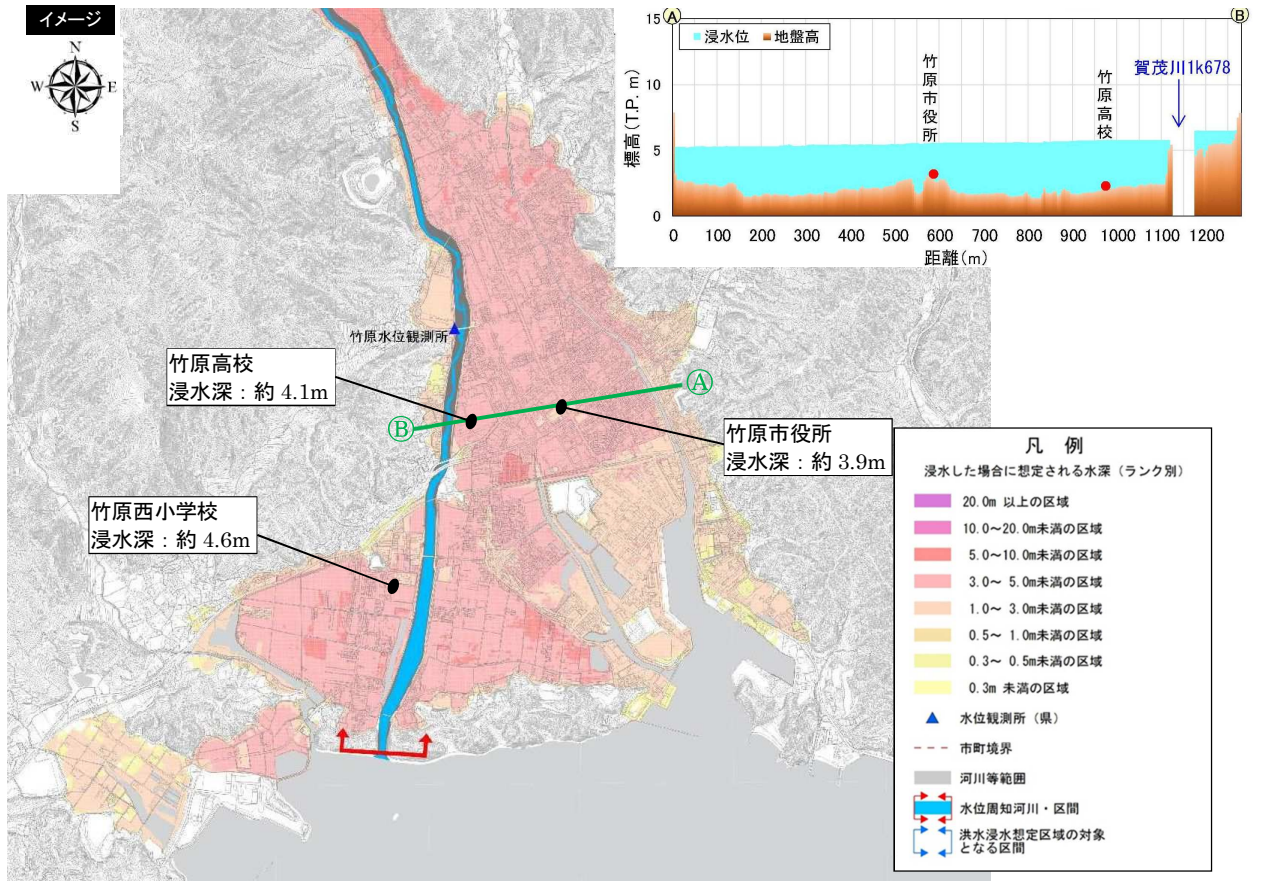 イメージ
N
W
E
S
A
B
15
10
5
0
標高(T.P. m)
浸水位
地盤高
竹原市役所
竹原高校
賀茂川1k678
0 100 200 300 400 500 600 700 800 900 1000 1100 1200
距離(m)
竹原水位観測所
竹原高校
浸水深：約 4.1m
A
B
竹原市役所
浸水深：約 3.9m
竹原西小学校
浸水深：約 4.6m
凡 例
浸水した場合に想定される水深（ランク別）
20.0m 以上の区域
10.0～20.0m未満の区域
5.0～10.0m未満の区域
3.0～ 5.0m未満の区域
1.0～ 3.0m未満の区域
0.5～ 1.0m未満の区域
0.3～ 0.5m未満の区域
0.3m 未満の区域
水位観測所（県）
市町境界
河川等範囲
水位周知河川・区間
洪水浸水想定区域の対象
となる区間